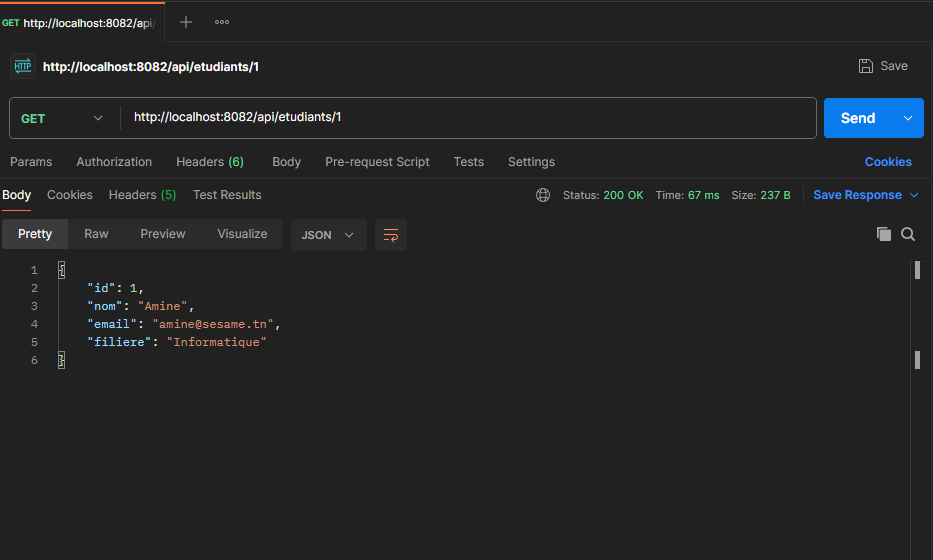 GET http://localhost:8082/api/
HTTP http://localhost:8082/api/etudiants/1 Save
GET http://localhost:8082/api/etudiants/1 Send
Params Authorization Headers (6) Body Pre-request Script Tests Settings Cookies
Body Cookies Headers (5) Test Results Status: 200 OK Time: 67 ms Size: 237 B Save Response
Pretty Raw Preview Visualize JSON
1 {
2 "id": 1,
3 "nom": "Amine",
4 "email": "amine@sesame.tn",
5 "filiere": "Informatique"
6 }